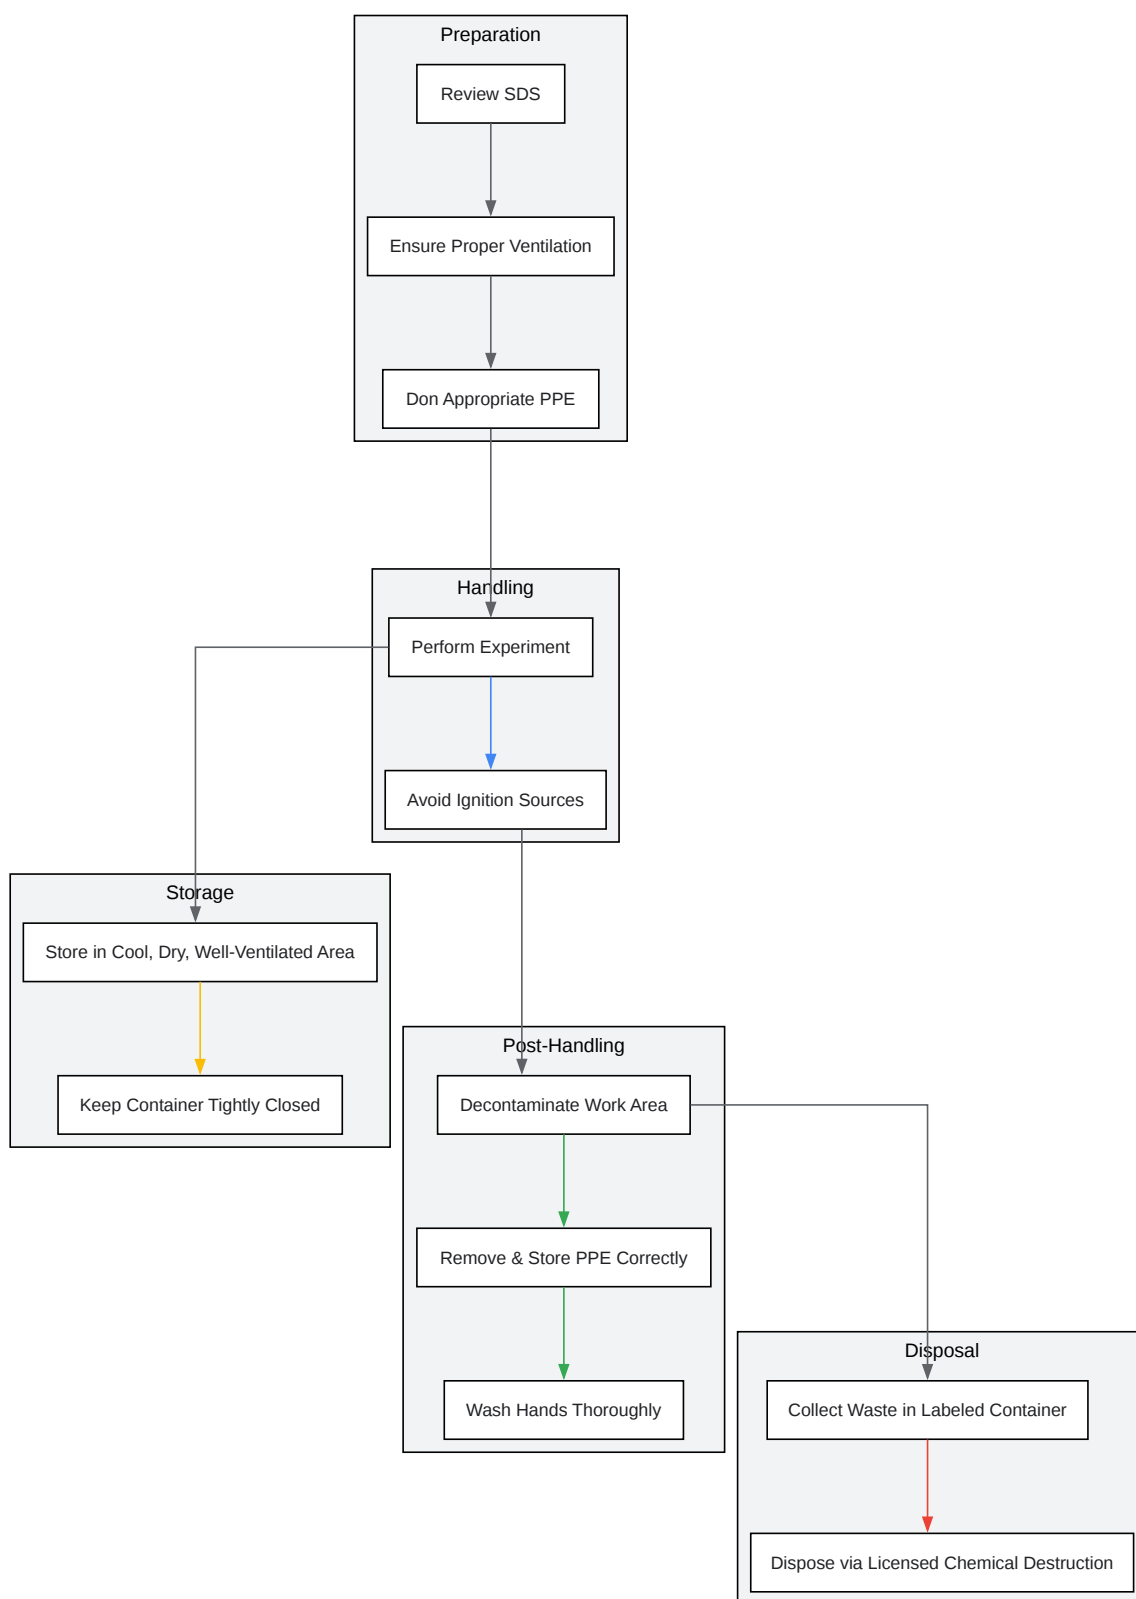 Preparation
Review SDS
Ensure Proper Ventilation
Don Appropriate PPE
Handling
Perform Experiment
Avoid Ignition Sources
Storage
Store in Cool, Dry, Well-Ventilated Area
Keep Container Tightly Closed
Post-Handling
Decontaminate Work Area
Remove & Store PPE Correctly
Wash Hands Thoroughly
Disposal
Collect Waste in Labeled Container
Dispose via Licensed Chemical Destruction